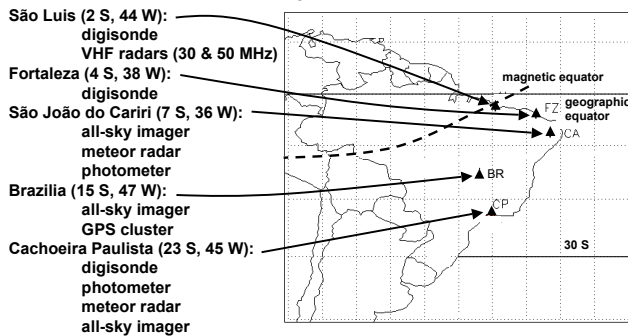 São Luis (2 S, 44 W):
digisonde
VHF radars (30 & 50 MHz)
Fortaleza (4 S, 38 W):
digisonde
São João do Cariri (7 S, 36 W):
all-sky imager
meteor radar
photometer
Brazilia (15 S, 47 W):
all-sky imager
GPS cluster
Cachoeira Paulista (23 S, 45 W):
digisonde
photometer
meteor radar
all-sky imager
magnetic equator
geographic
equator
FZ
CA
BR
CP
30 S